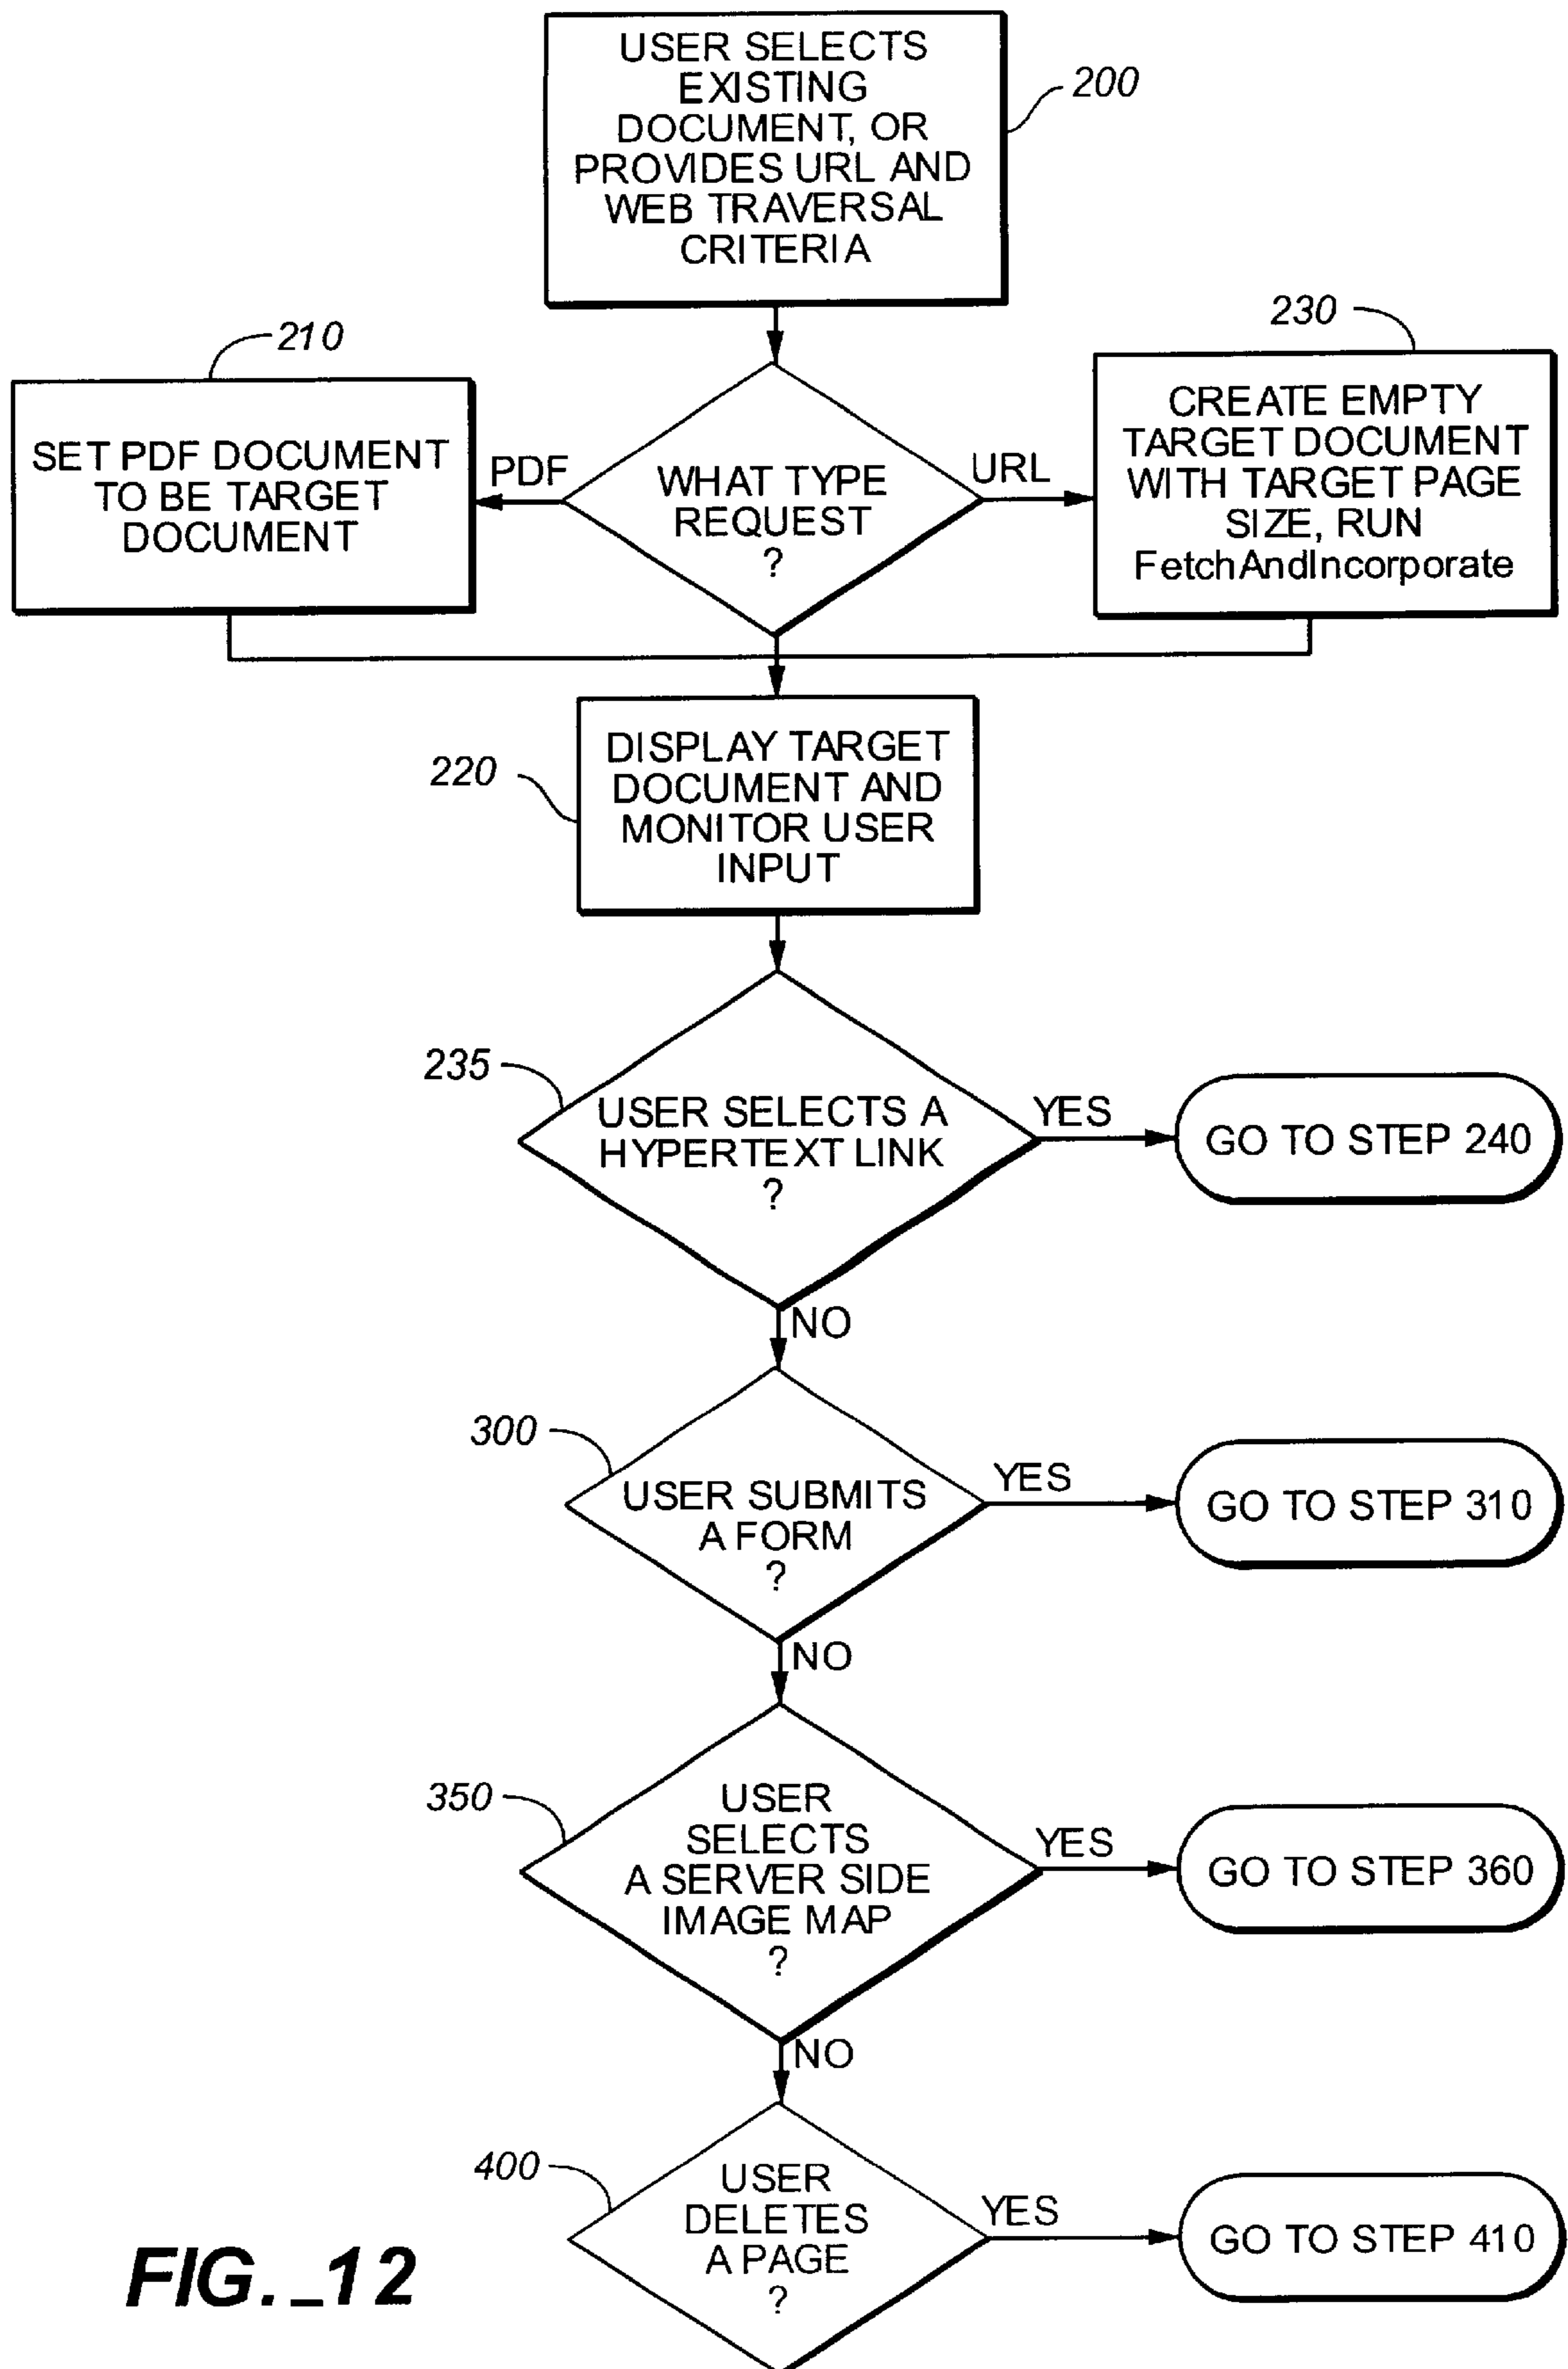 USER SELECTS
EXISTING
DOCUMENT, OR
PROVIDES URL AND
WEB TRAVERSAL
CRITERIA
200
210
230
SET PDF DOCUMENT
TO BE TARGET
DOCUMENT
PDF
WHAT TYPE
REQUEST
?
URL
CREATE EMPTY
TARGET DOCUMENT
WITH TARGET PAGE
SIZE, RUN
FetchAndIncorporate
220
DISPLAY TARGET
DOCUMENT AND
MONITOR USER
INPUT
235
USER SELECTS A
HYPERTEXT LINK
?
YES
GO TO STEP 240
NO
300
USER SUBMITS
A FORM
?
YES
GO TO STEP 310
NO
350
USER
SELECTS
A SERVER SIDE
IMAGE MAP
?
YES
GO TO STEP 360
NO
400
USER
DELETES
A PAGE
?
YES
GO TO STEP 410
FIG._12